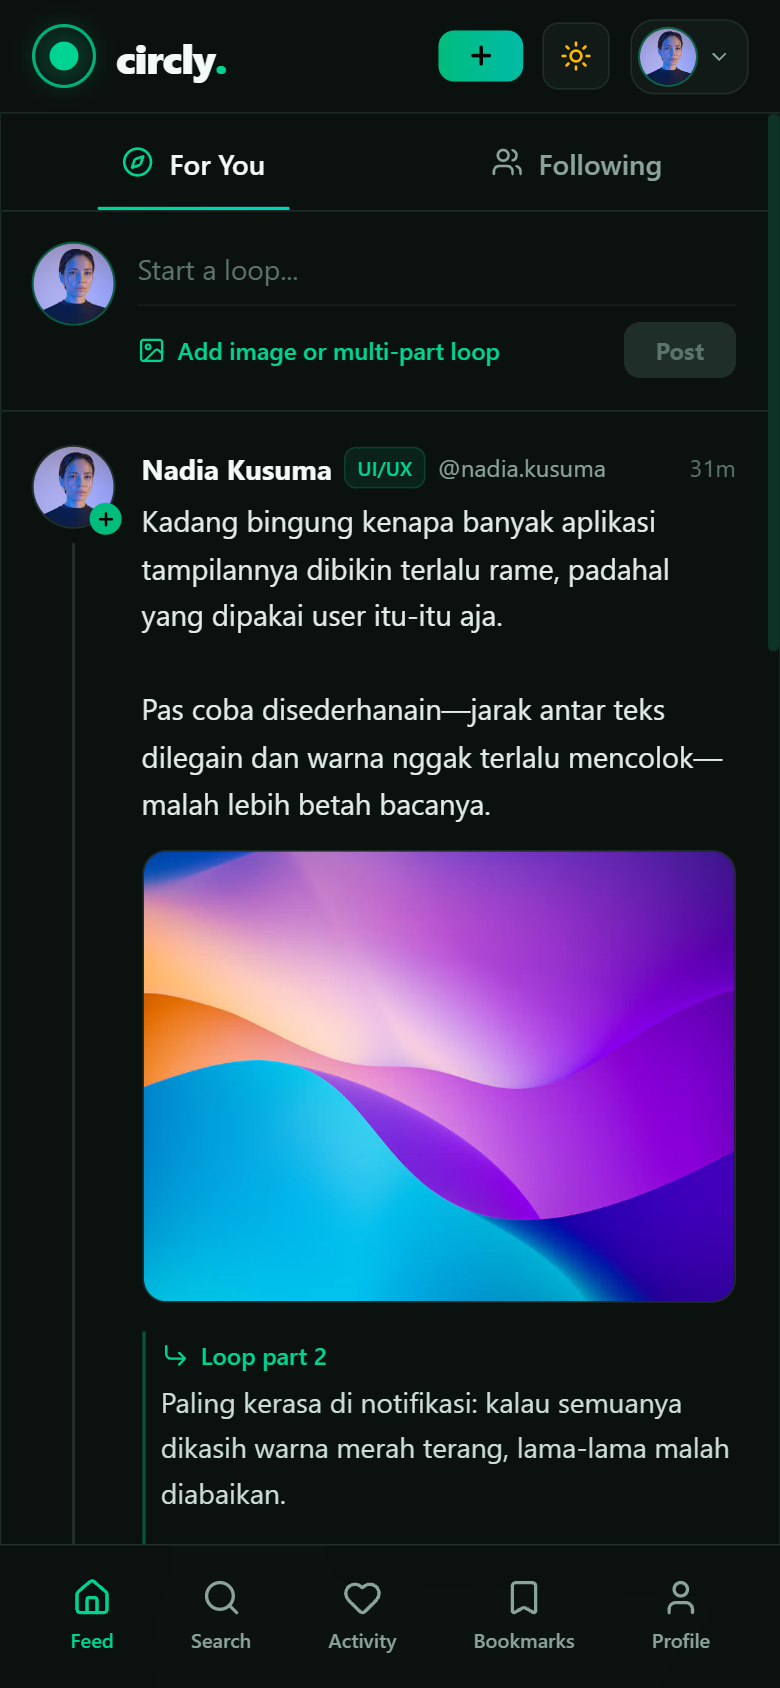 circly.
For You
Following
Start a loop...
Add image or multi-part loop
Post
Nadia Kusuma UI/UX @nadia.kusuma 31m
Kadang bingung kenapa banyak aplikasi
tampilannya dibikin terlalu rame, padahal
yang dipakai user itu-itu aja.
Pas coba disederhanain—jarak antar teks
dilegain dan warna nggak terlalu mencolok—
malah lebih betah bacanya.
Loop part 2
Paling kerasa di notifikasi: kalau semuanya
dikasih warna merah terang, lama-lama malah
diabaikan.
Feed
Search
Activity
Bookmarks
Profile